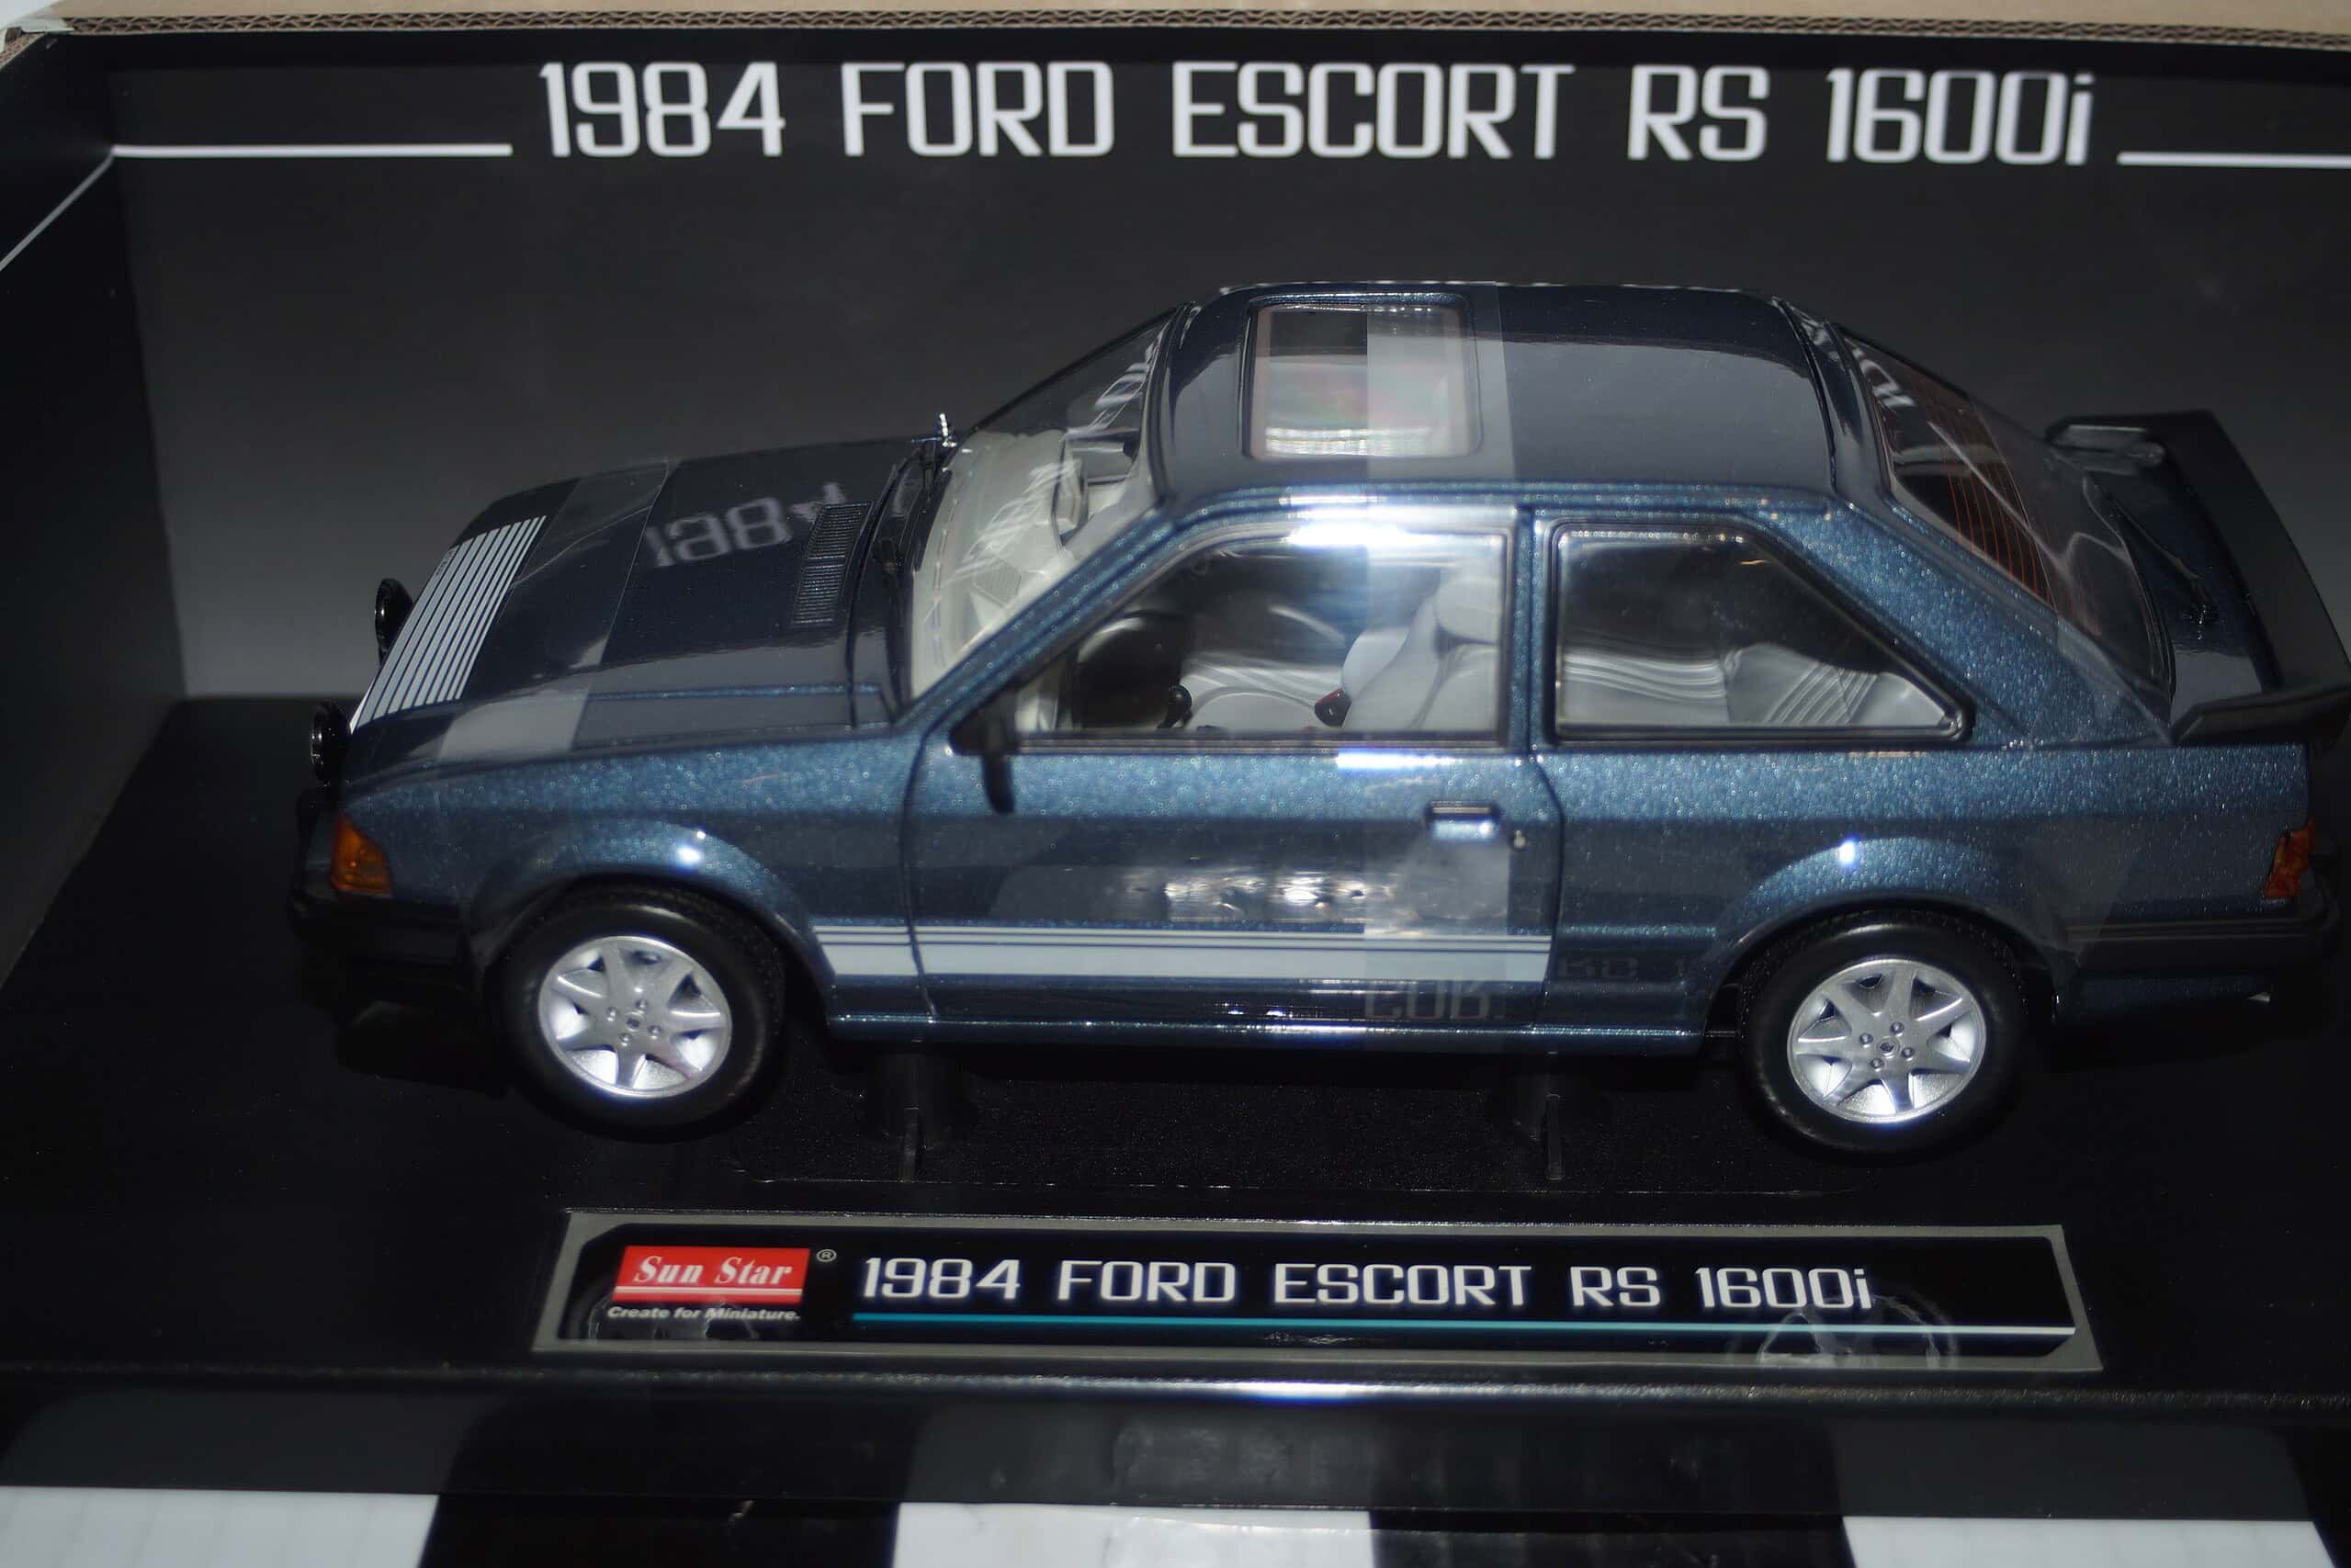 1984 FORD ESCORT RS 1600i
Sun Star ®
Create for Miniature.
1984 FORD ESCORT RS 1600i